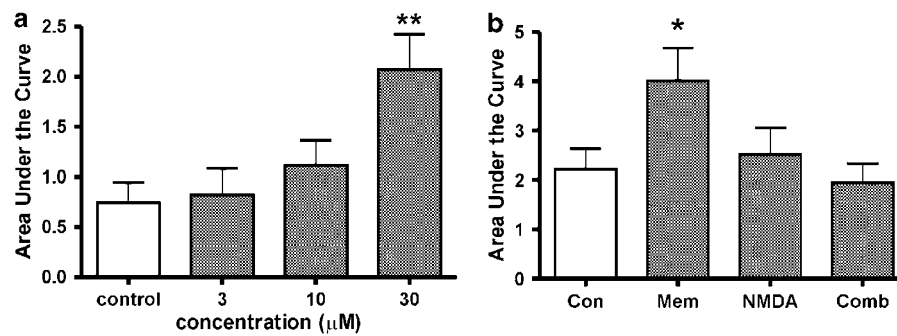 a
**
Area Under the Curve
2.5
2.0
1.5
1.0
0.5
0.0
control 3 10 30
concentration (µM)
b
*
Area Under the Curve
5
4
3
2
1
0
Con Mem NMDA Comb